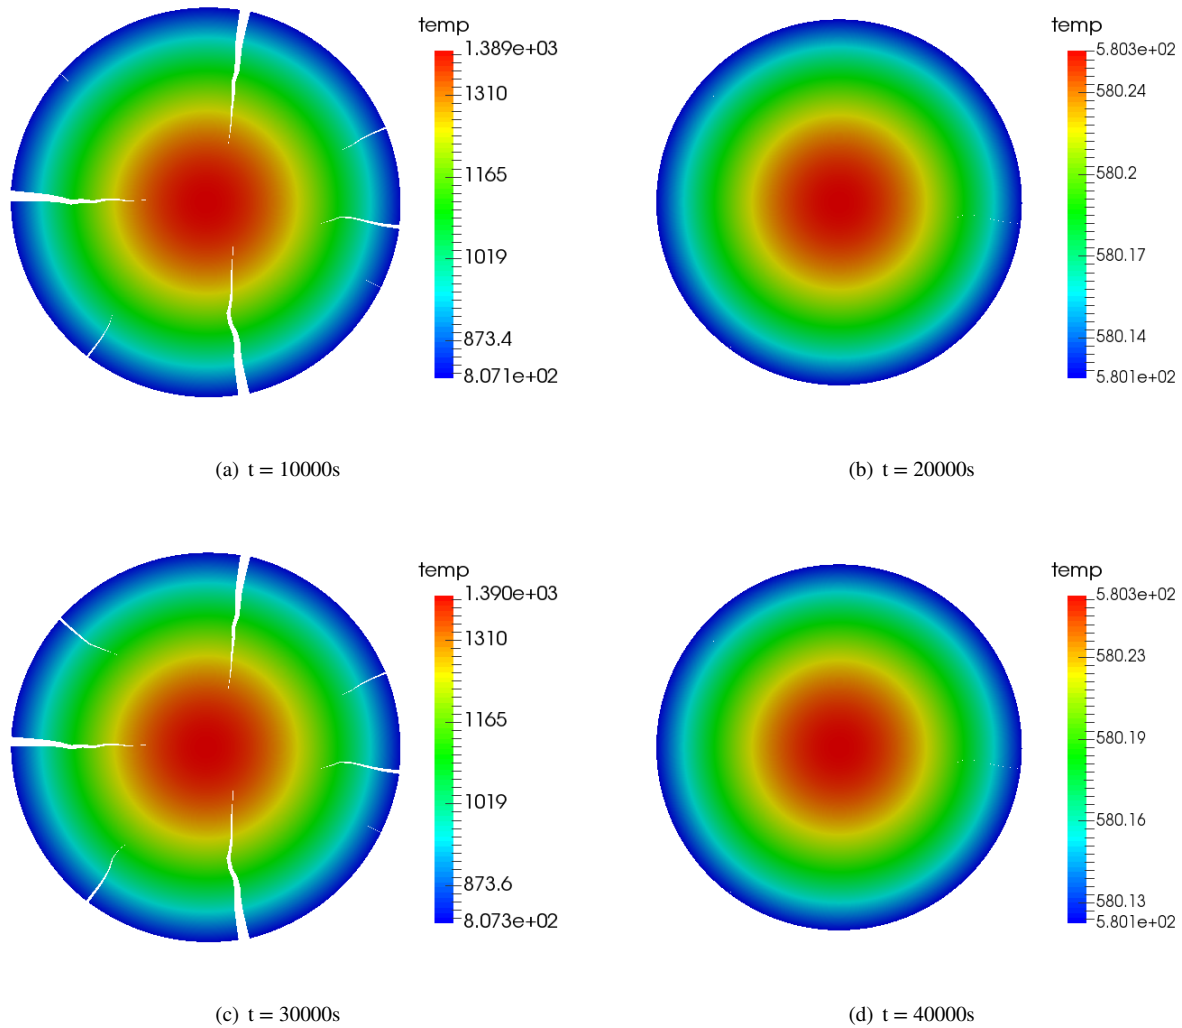 temp
1.389e+03
1310
1165
1019
873.4
8.071e+02
(a) t = 10000s
temp
5.803e+02
580.24
580.2
580.17
580.14
5.801e+02
(b) t = 20000s
temp
1.390e+03
1310
1165
1019
873.6
8.073e+02
(c) t = 30000s
temp
5.803e+02
580.23
580.19
580.16
580.13
5.801e+02
(d) t = 40000s